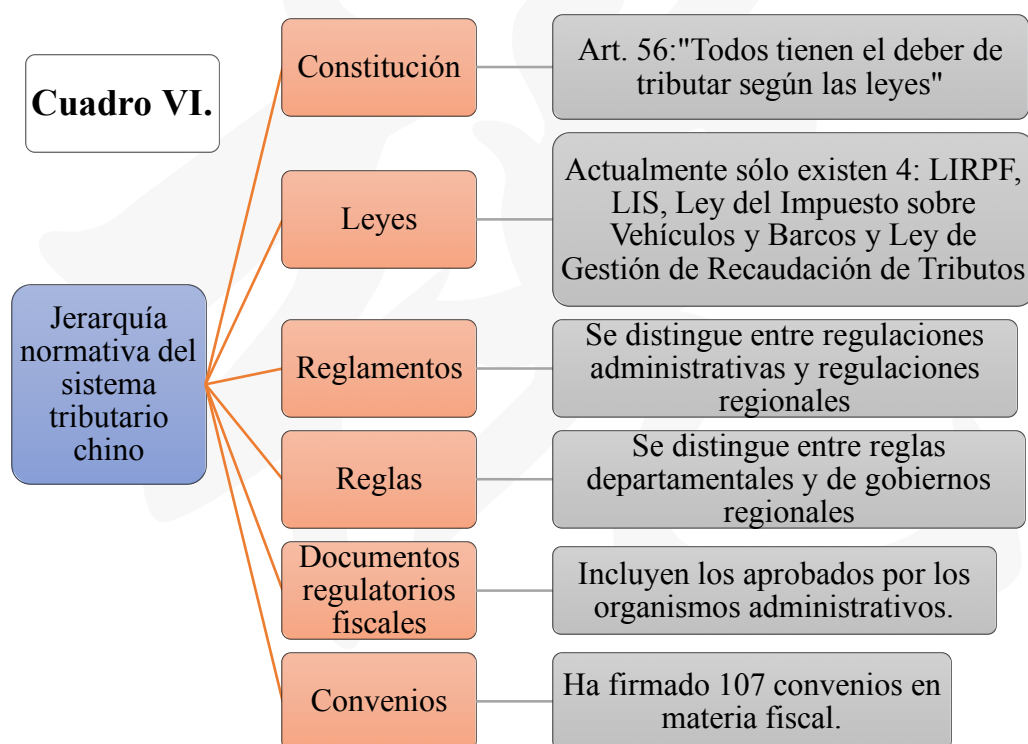 Cuadro VI.
Jerarquía
normativa del
sistema
tributario
chino
Constitución
Art. 56:"Todos tienen el deber de
tributar según las leyes"
Leyes
Actualmente sólo existen 4: LIRPF,
LIS, Ley del Impuesto sobre
Vehículos y Barcos y Ley de
Gestión de Recaudación de Tributos
Reglamentos
Se distingue entre regulaciones
administrativas y regulaciones
regionales
Reglas
Se distingue entre reglas
departamentales y de gobiernos
regionales
Documentos
regulatorios
fiscales
Incluyen los aprobados por los
organismos administrativos.
Convenios
Ha firmado 107 convenios en
materia fiscal.